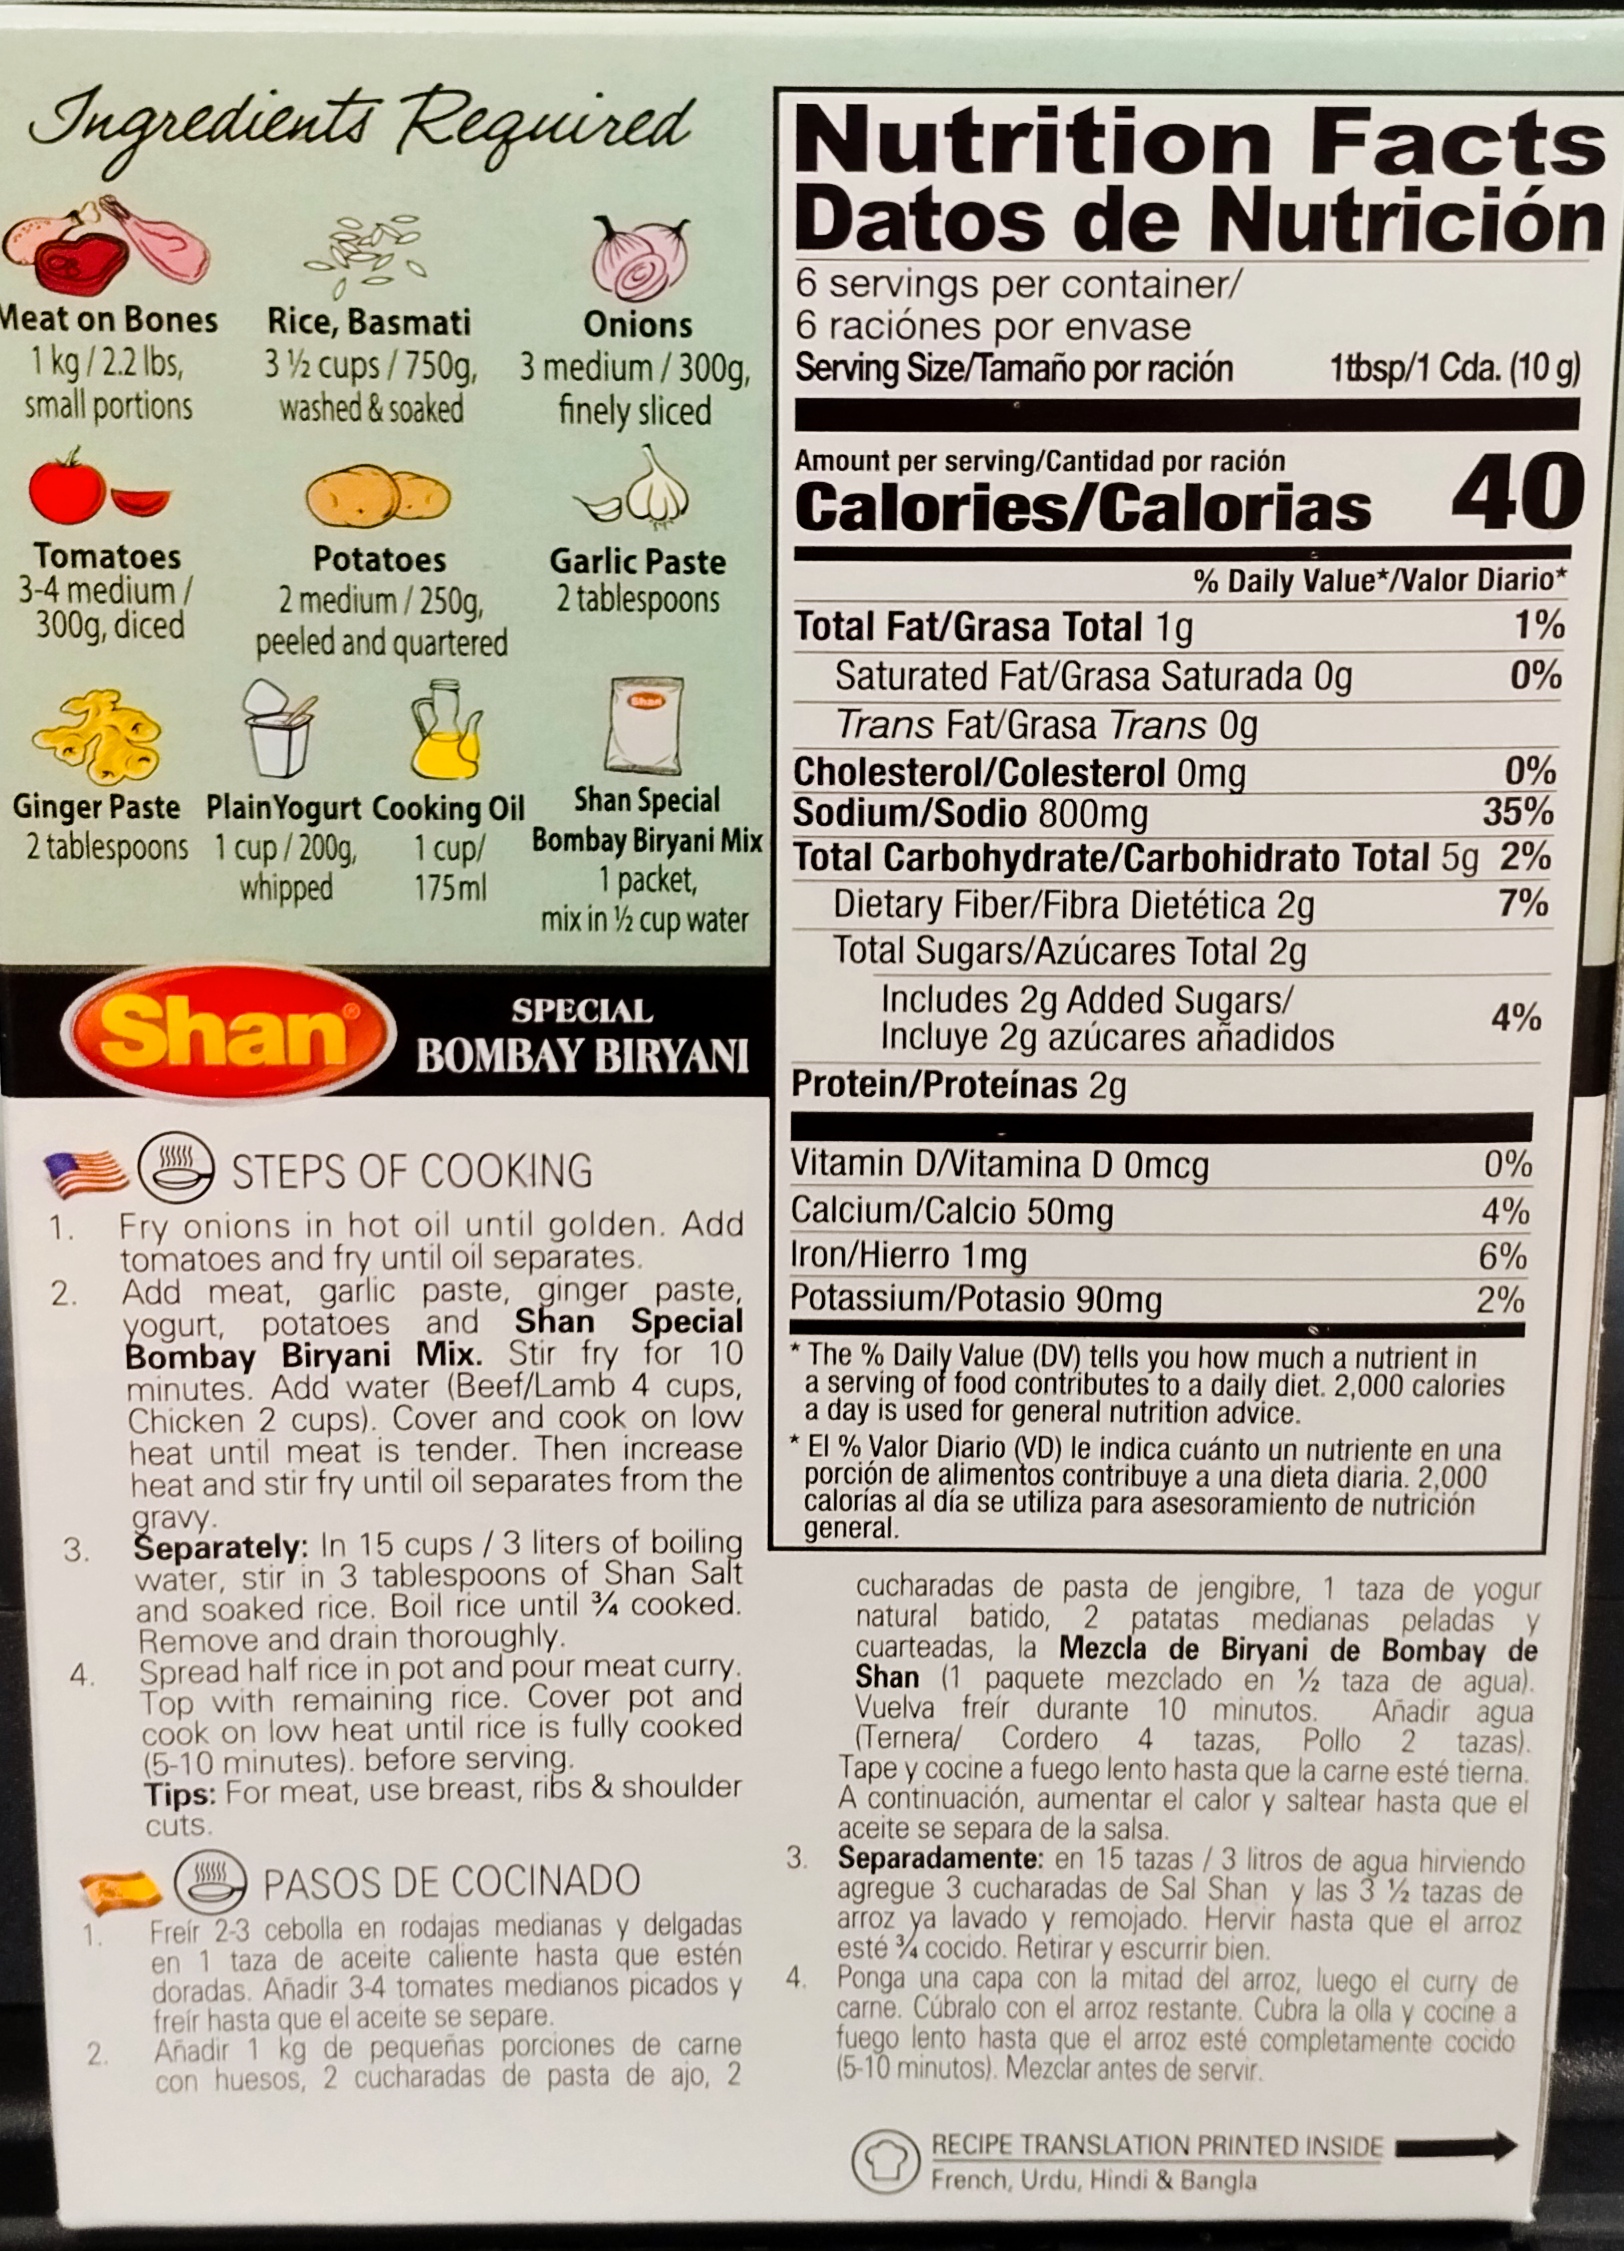 Ingredients Required
Meat on Bones
1 kg / 2.2 lbs,
small portions
Rice, Basmati
3 ½ cups / 750g,
washed & soaked
Onions
3 medium / 300g,
finely sliced
Tomatoes
3-4 medium /
300g, diced
Potatoes
2 medium / 250g,
peeled and quartered
Garlic Paste
2 tablespoons
Shan
Ginger Paste
2 tablespoons
Plain Yogurt
1 cup / 200g,
whipped
Cooking Oil
1 cup/
175ml
Shan Special
Bombay Biryani Mix
1 packet,
mix in ½ cup water
Shan®
SPECIAL
BOMBAY BIRYANI
STEPS OF COOKING
1. Fry onions in hot oil until golden. Add
tomatoes and fry until oil separates.
2. Add meat, garlic paste, ginger paste,
yogurt, potatoes and Shan Special
Bombay Biryani Mix. Stir fry for 10
minutes. Add water (Beef/Lamb 4 cups,
Chicken 2 cups). Cover and cook on low
heat until meat is tender. Then increase
heat and stir fry until oil separates from the
gravy.
3. Separately: In 15 cups / 3 liters of boiling
water, stir in 3 tablespoons of Shan Salt
and soaked rice. Boil rice until ¾ cooked.
Remove and drain thoroughly.
4. Spread half rice in pot and pour meat curry.
Top with remaining rice. Cover pot and
cook on low heat until rice is fully cooked
(5-10 minutes). before serving.
Tips: For meat, use breast, ribs & shoulder
cuts.
PASOS DE COCINADO
1. Freír 2-3 cebolla en rodajas medianas y delgadas
en 1 taza de aceite caliente hasta que estén
doradas. Añadir 3-4 tomates medianos picados y
freír hasta que el aceite se separe.
2. Añadir 1 kg de pequeñas porciones de carne
con huesos, 2 cucharadas de pasta de ajo, 2
Nutrition Facts
Datos de Nutrición
6 servings per container/
6 raciónes por envase
Serving Size/Tamaño por ración 1tbsp/1 Cda. (10 g)
Amount per serving/Cantidad por ración
Calories/Calorias 40
% Daily Value*/Valor Diario*
Total Fat/Grasa Total 1g 1%
Saturated Fat/Grasa Saturada 0g 0%
Trans Fat/Grasa Trans 0g
Cholesterol/Colesterol 0mg 0%
Sodium/Sodio 800mg 35%
Total Carbohydrate/Carbohidrato Total 5g 2%
Dietary Fiber/Fibra Dietética 2g 7%
Total Sugars/Azúcares Total 2g
Includes 2g Added Sugars/
Incluye 2g azúcares añadidos 4%
Protein/Proteínas 2g
Vitamin D/Vitamina D 0mcg 0%
Calcium/Calcio 50mg 4%
Iron/Hierro 1mg 6%
Potassium/Potasio 90mg 2%
* The % Daily Value (DV) tells you how much a nutrient in
a serving of food contributes to a daily diet. 2,000 calories
a day is used for general nutrition advice.
* El % Valor Diario (VD) le indica cuánto un nutriente en una
porción de alimentos contribuye a una dieta diaria. 2,000
calorías al día se utiliza para asesoramiento de nutrición
general.
cucharadas de pasta de jengibre, 1 taza de yogur
natural batido, 2 patatas medianas peladas y
cuarteadas, la Mezcla de Biryani de Bombay de
Shan (1 paquete mezclado en ½ taza de agua).
Vuelva freír durante 10 minutos. Añadir agua
(Ternera/ Cordero 4 tazas, Pollo 2 tazas).
Tape y cocine a fuego lento hasta que la carne esté tierna.
A continuación, aumentar el calor y saltear hasta que el
aceite se separa de la salsa.
3. Separadamente: en 15 tazas / 3 litros de agua hirviendo
agregue 3 cucharadas de Sal Shan y las 3 ½ tazas de
arroz ya lavado y remojado. Hervir hasta que el arroz
esté ¾ cocido. Retirar y escurrir bien.
4. Ponga una capa con la mitad del arroz, luego el curry de
carne. Cúbralo con el arroz restante. Cubra la olla y cocine a
fuego lento hasta que el arroz esté completamente cocido
(5-10 minutos). Mezclar antes de servir.
RECIPE TRANSLATION PRINTED INSIDE
French, Urdu, Hindi & Bangla